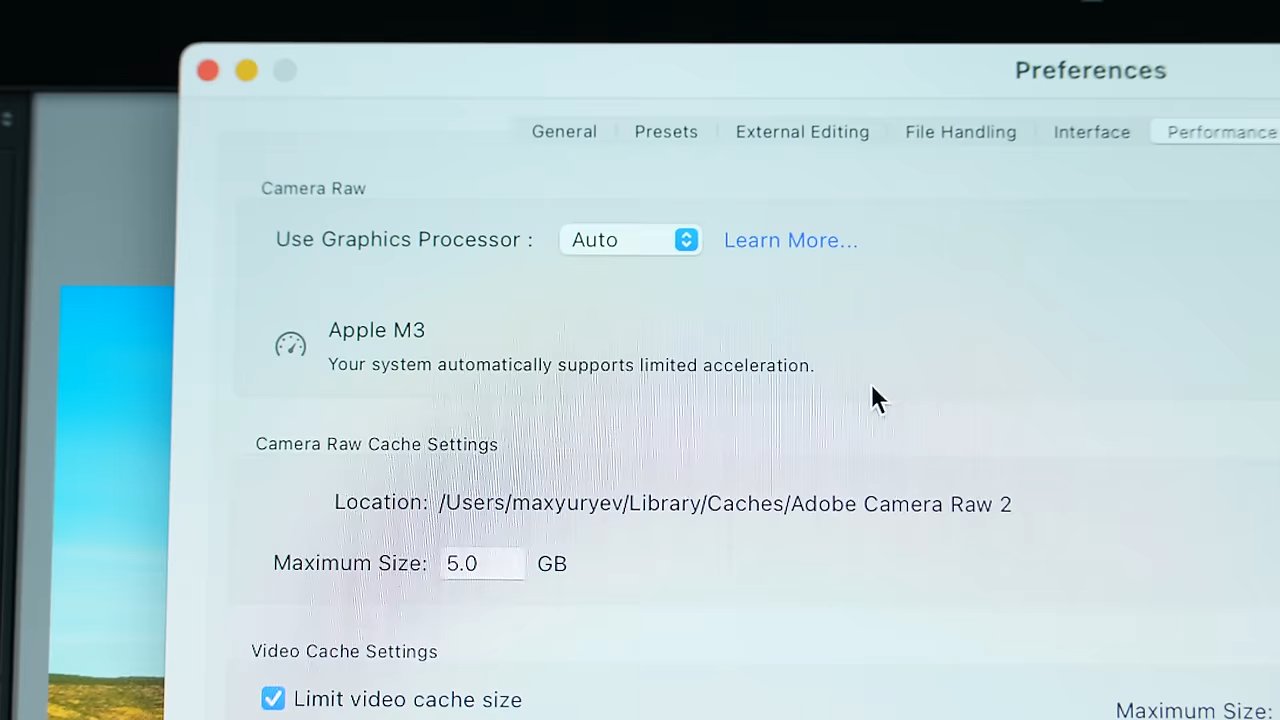 Preferences
General Presets External Editing File Handling Interface Performance
Camera Raw
Use Graphics Processor : Auto Learn More...
Apple M3
Your system automatically supports limited acceleration.
Camera Raw Cache Settings
Location: /Users/maxyuryev/Library/Caches/Adobe Camera Raw 2
Maximum Size: 5.0 GB
Video Cache Settings
Limit video cache size
Maximum Size: